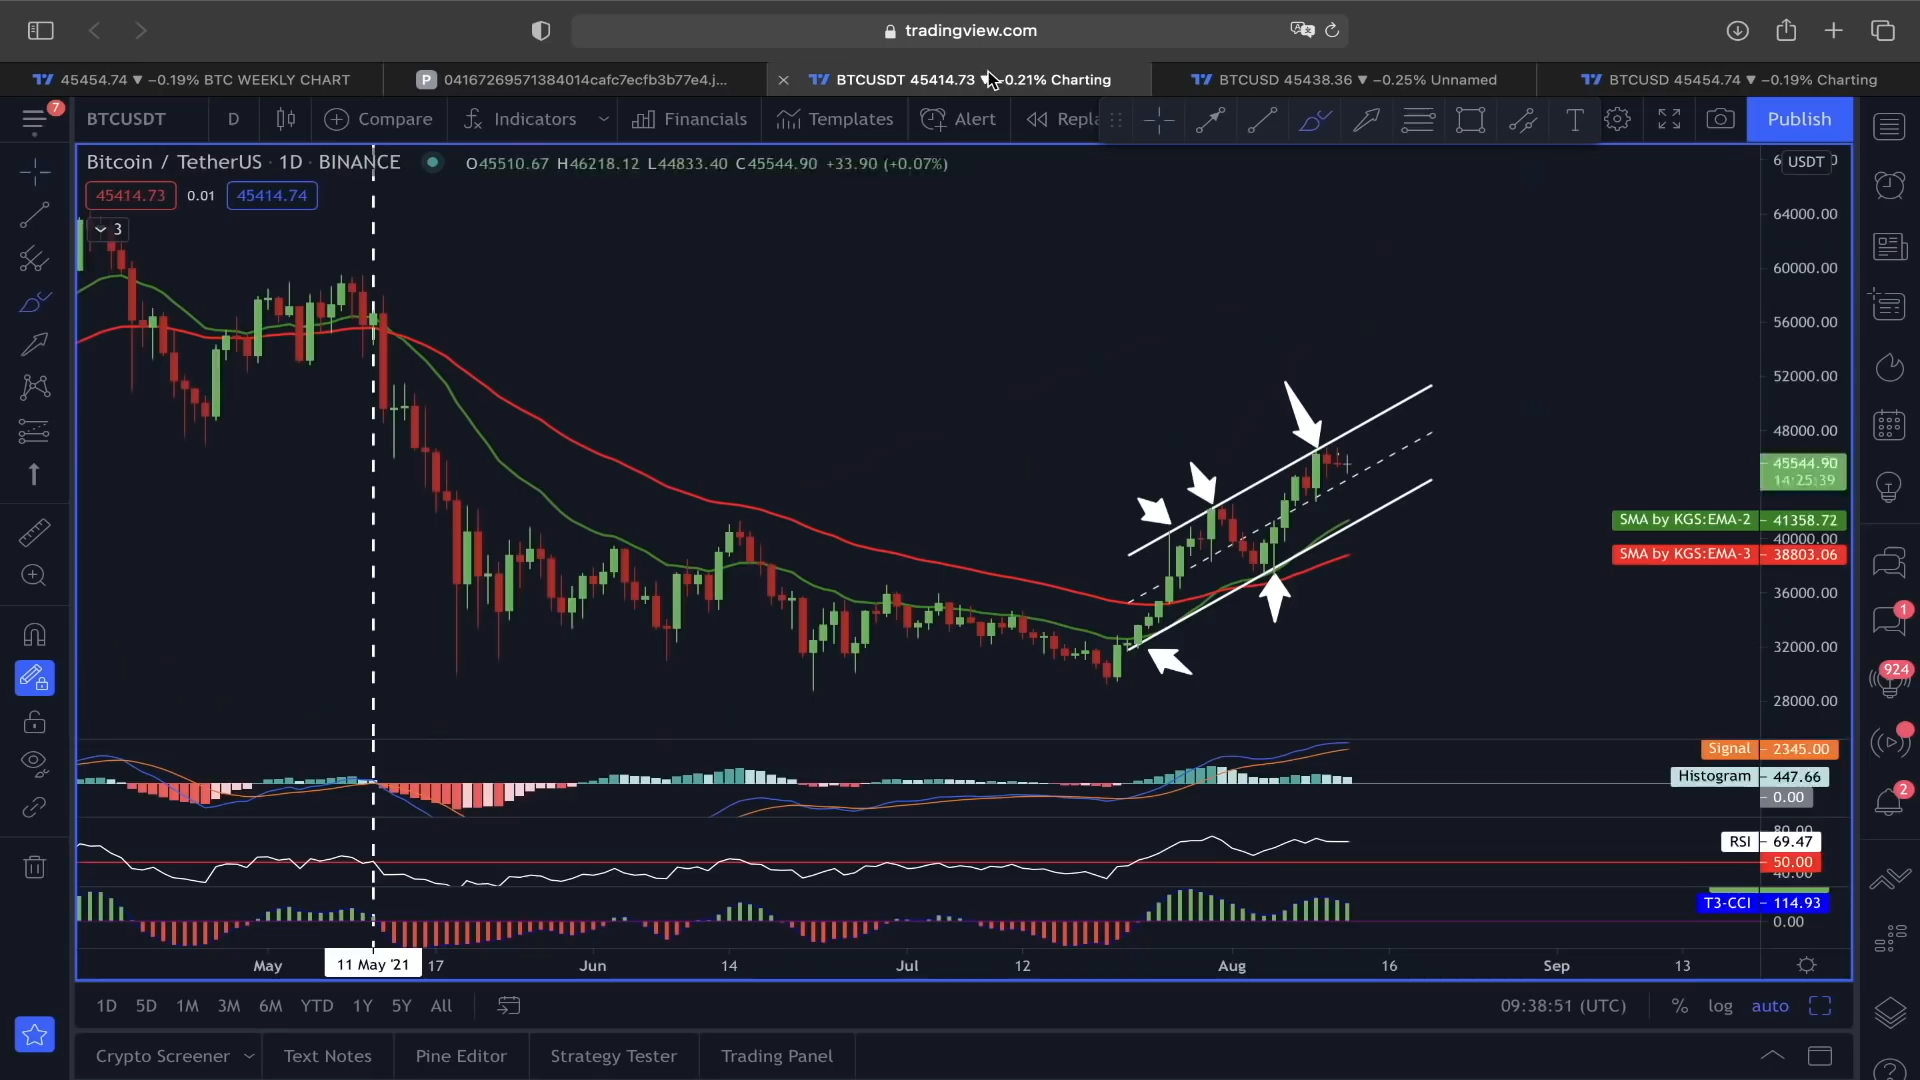 tradingview.com
45454.74 ▼ −0.19% BTC WEEKLY CHART
P 04167269571384014cafc7ecfb3b77e4.j...
BTCUSDT 45414.73 ▼ −0.21% Charting
BTCUSD 45438.36 ▼ −0.25% Unnamed
BTCUSD 45454.74 ▼ −0.19% Charting
7
BTCUSDT D Compare Indicators Financials Templates Alert Repla T Publish
Bitcoin / TetherUS · 1D · BINANCE O45510.67 H46218.12 L44833.40 C45544.90 +33.90 (+0.07%)
USDT
45414.73 0.01 45414.74
3
64000.00
60000.00
56000.00
52000.00
48000.00
45544.90
14:25:39
SMA by KGS:EMA-2 41358.72
40000.00
SMA by KGS:EMA-3 38803.06
36000.00
32000.00
28000.00
1
924
2
Signal 2345.00
Histogram 447.66
0.00
80.00
RSI 69.47
50.00
40.00
T3-CCI 114.93
0.00
May 11 May '21 17 Jun 14 Jul 12 Aug 16 Sep 13
1D 5D 1M 3M 6M YTD 1Y 5Y All 09:38:51 (UTC) % log auto
Crypto Screener Text Notes Pine Editor Strategy Tester Trading Panel